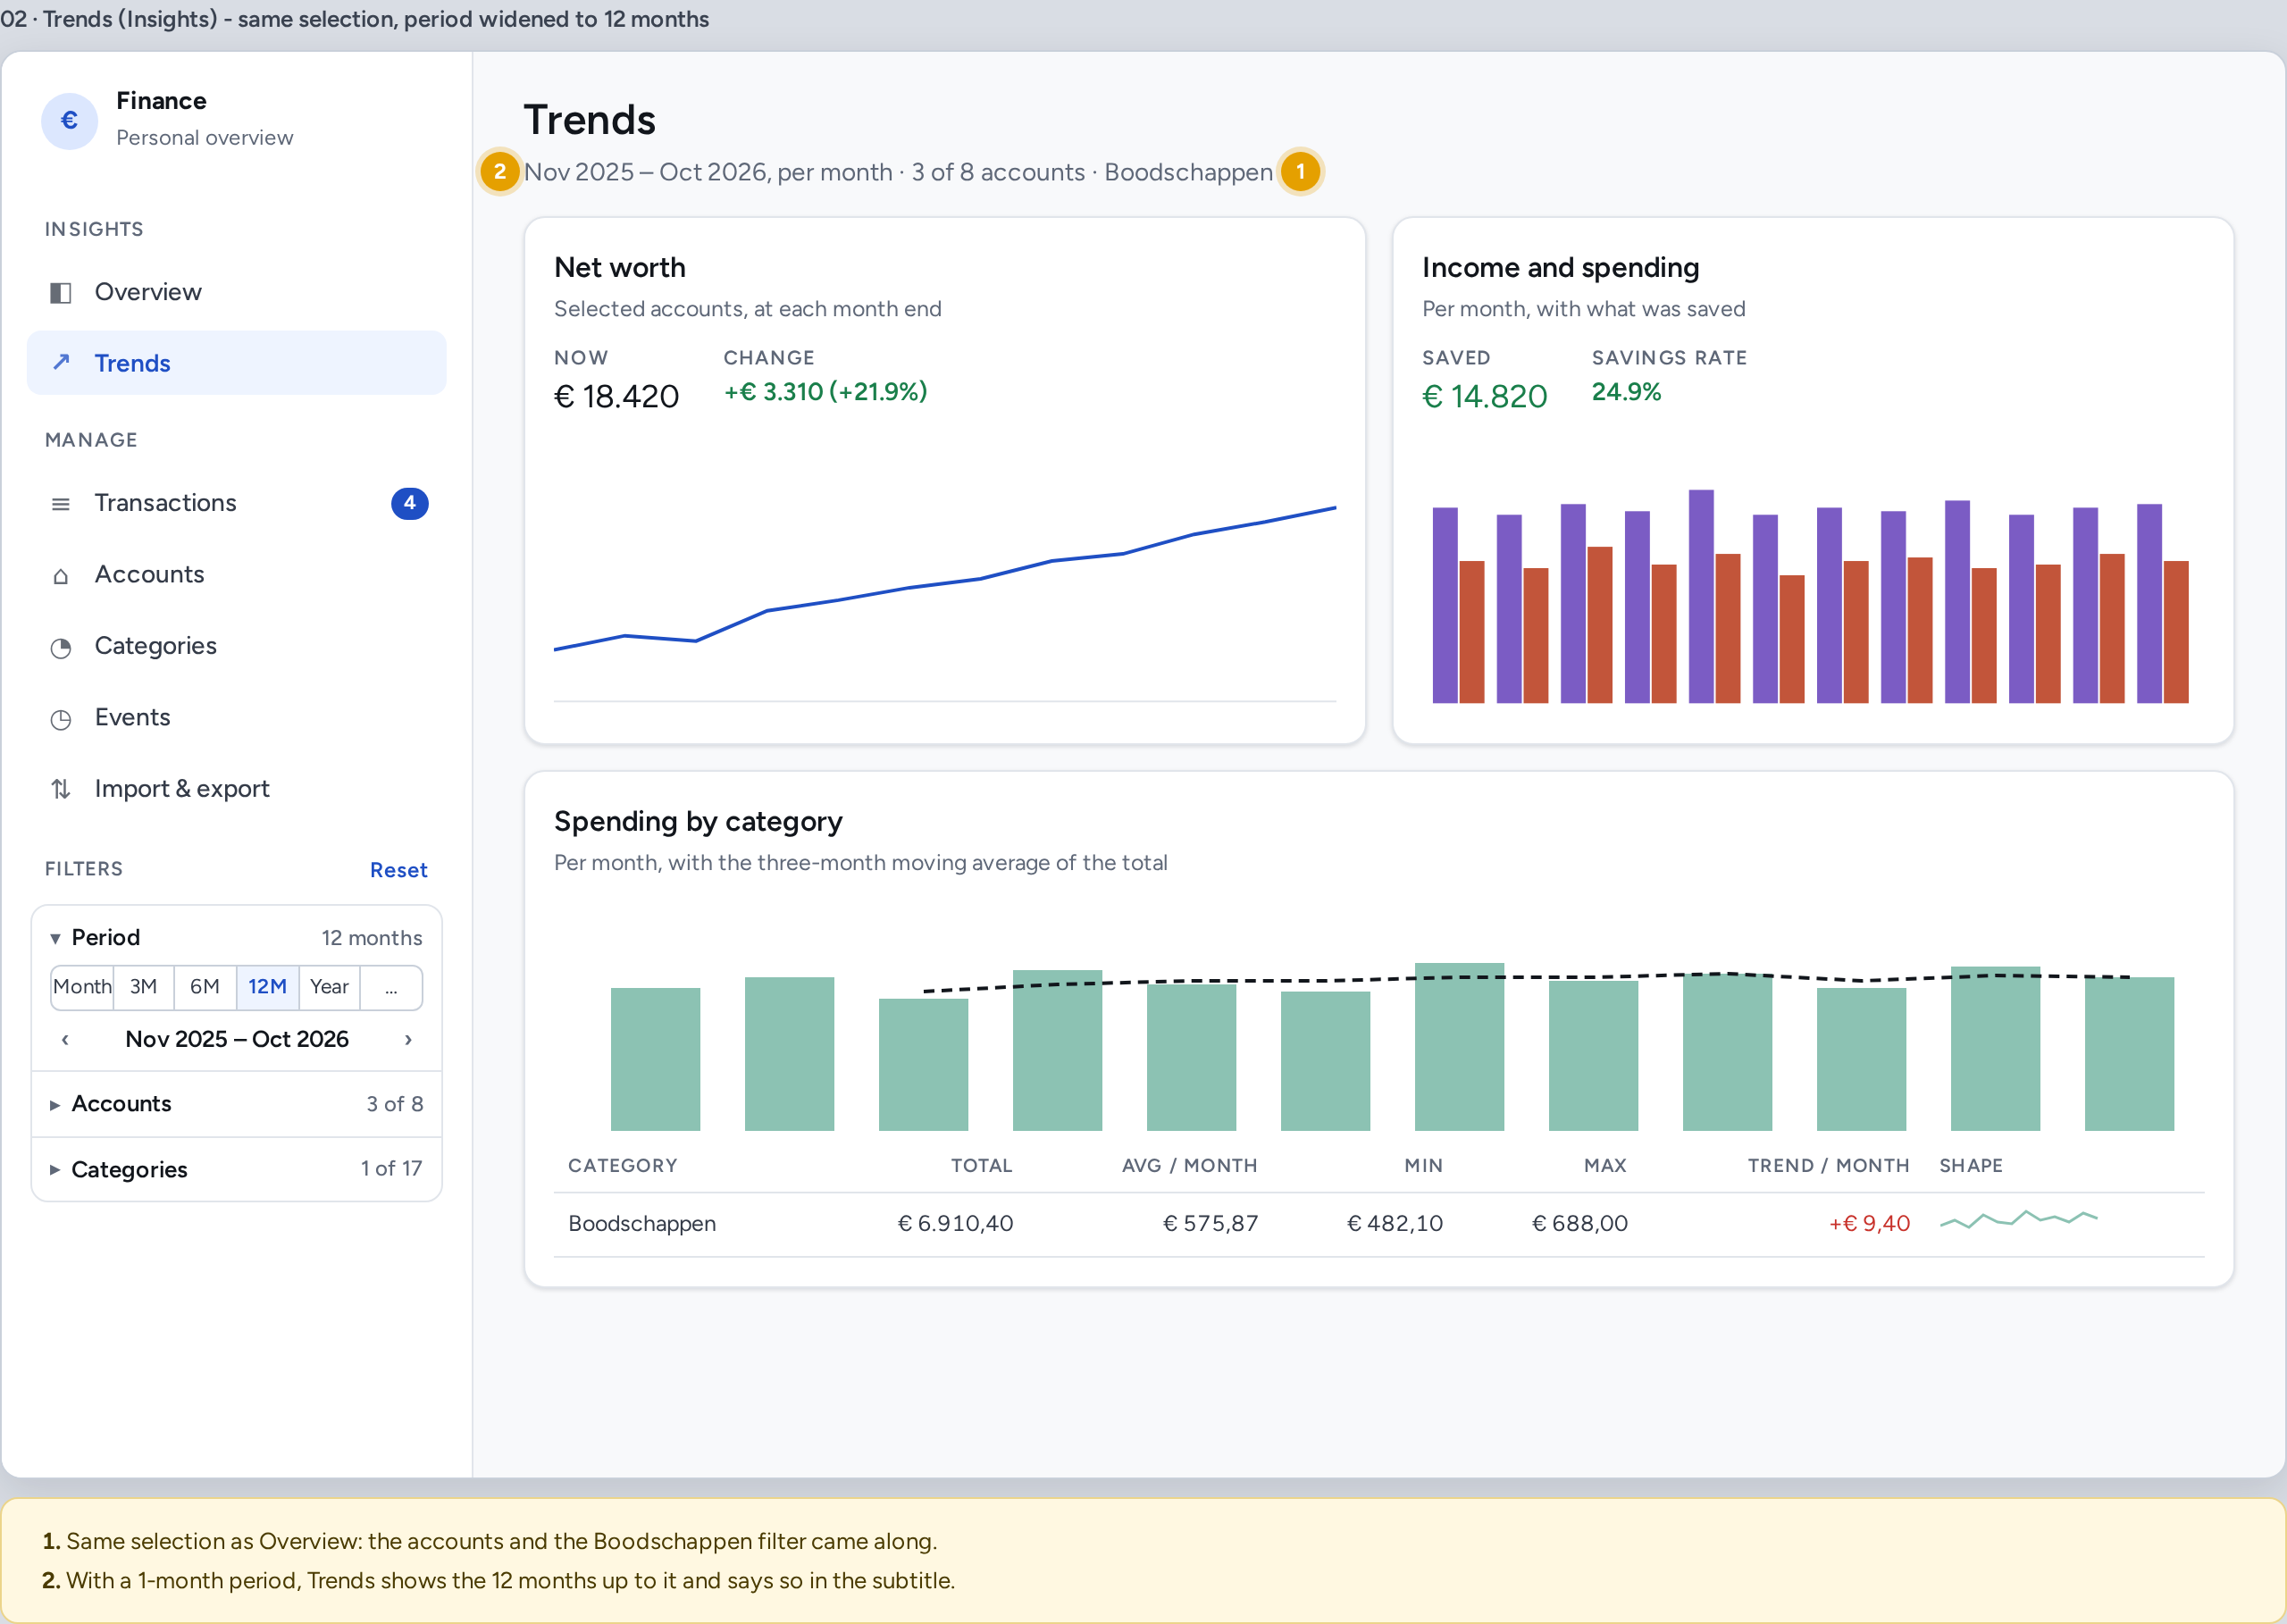 02 · Trends (Insights) - same selection, period widened to 12 months
€
Finance
Personal overview
INSIGHTS
Overview
Trends
MANAGE
Transactions 4
Accounts
Categories
Events
Import & export
FILTERS Reset
Period 12 months
Month 3M 6M 12M Year ...
‹ Nov 2025 – Oct 2026 ›
Accounts 3 of 8
Categories 1 of 17
Trends
2 Nov 2025 – Oct 2026, per month · 3 of 8 accounts · Boodschappen 1
Net worth
Selected accounts, at each month end
NOW CHANGE
€ 18.420 +€ 3.310 (+21.9%)
Income and spending
Per month, with what was saved
SAVED SAVINGS RATE
€ 14.820 24.9%
Spending by category
Per month, with the three-month moving average of the total
CATEGORY TOTAL AVG / MONTH MIN MAX TREND / MONTH SHAPE
Boodschappen € 6.910,40 € 575,87 € 482,10 € 688,00 +€ 9,40
1. Same selection as Overview: the accounts and the Boodschappen filter came along.
2. With a 1-month period, Trends shows the 12 months up to it and says so in the subtitle.